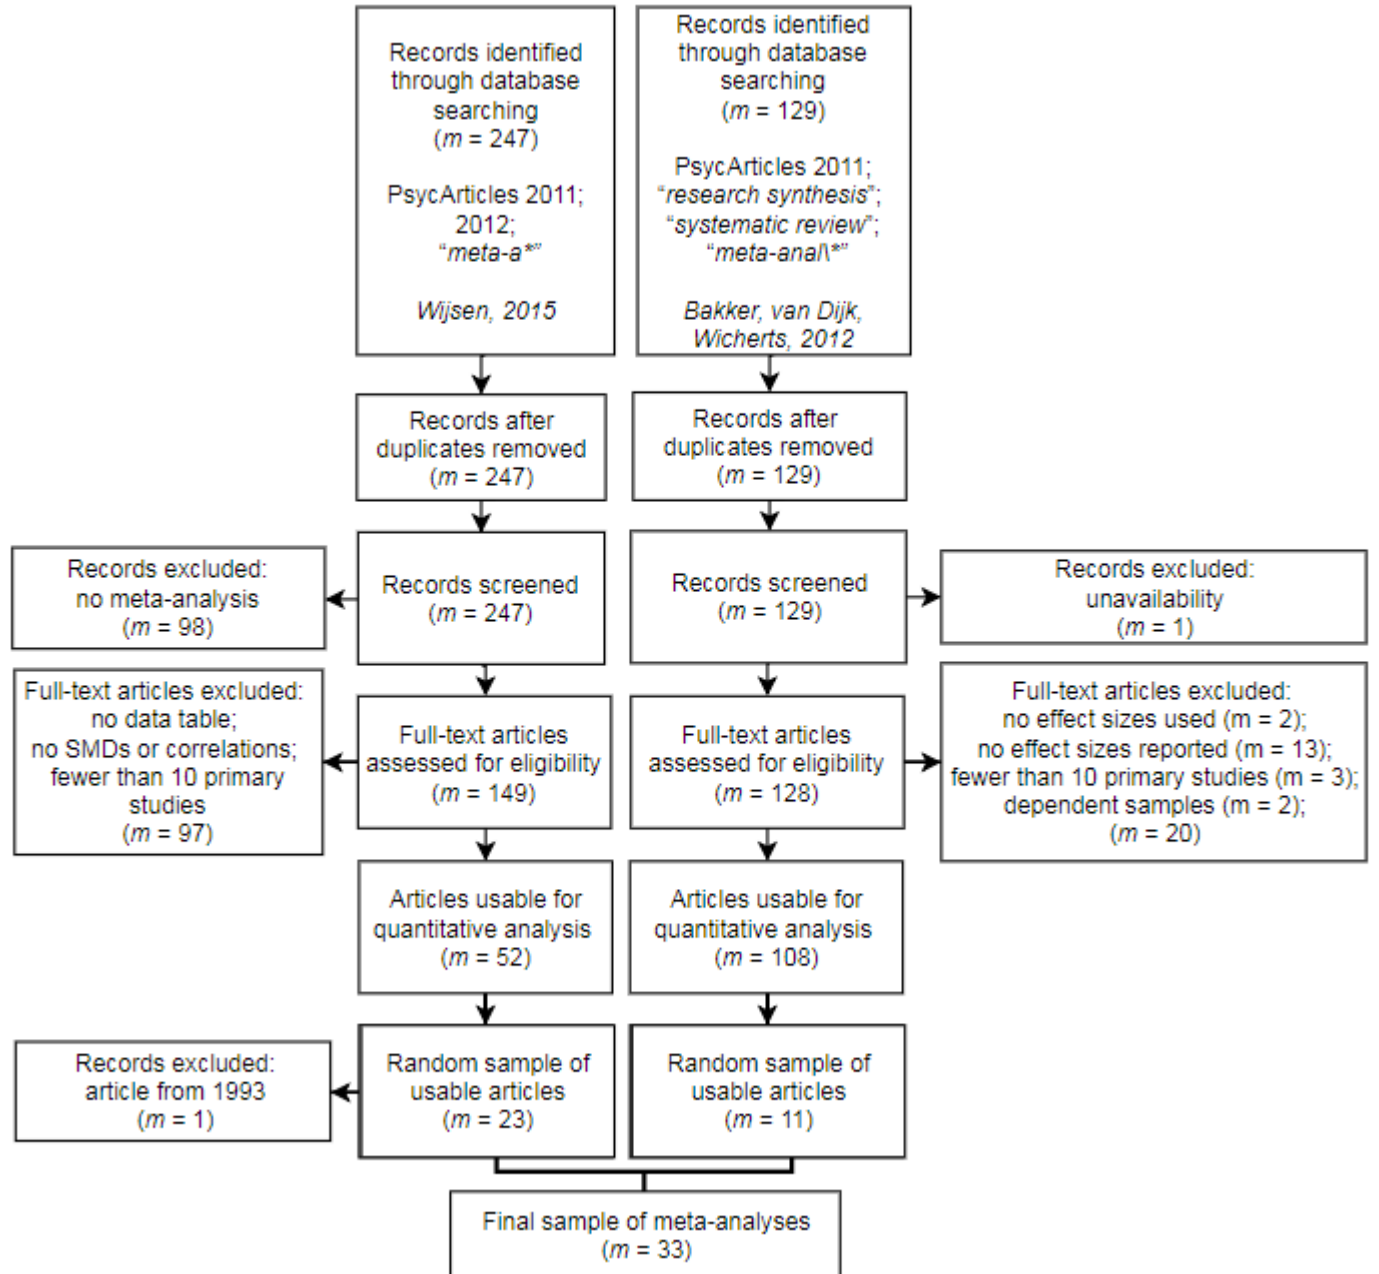 Records identified
through database
searching
(m = 247)
PsycArticles 2011;
2012;
“meta-a*”
Wijsen, 2015
Records identified
through database
searching
(m = 129)
PsycArticles 2011;
“research synthesis”;
“systematic review”;
“meta-anal\*”
Bakker, van Dijk,
Wicherts, 2012
Records after
duplicates removed
(m = 247)
Records after
duplicates removed
(m = 129)
Records excluded:
no meta-analysis
(m = 98)
Records screened
(m = 247)
Records screened
(m = 129)
Records excluded:
unavailability
(m = 1)
Full-text articles excluded:
no data table;
no SMDs or correlations;
fewer than 10 primary
studies
(m = 97)
Full-text articles
assessed for eligibility
(m = 149)
Full-text articles
assessed for eligibility
(m = 128)
Full-text articles excluded:
no effect sizes used (m = 2);
no effect sizes reported (m = 13);
fewer than 10 primary studies (m = 3);
dependent samples (m = 2);
(m = 20)
Articles usable for
quantitative analysis
(m = 52)
Articles usable for
quantitative analysis
(m = 108)
Records excluded:
article from 1993
(m = 1)
Random sample of
usable articles
(m = 23)
Random sample of
usable articles
(m = 11)
Final sample of meta-analyses
(m = 33)